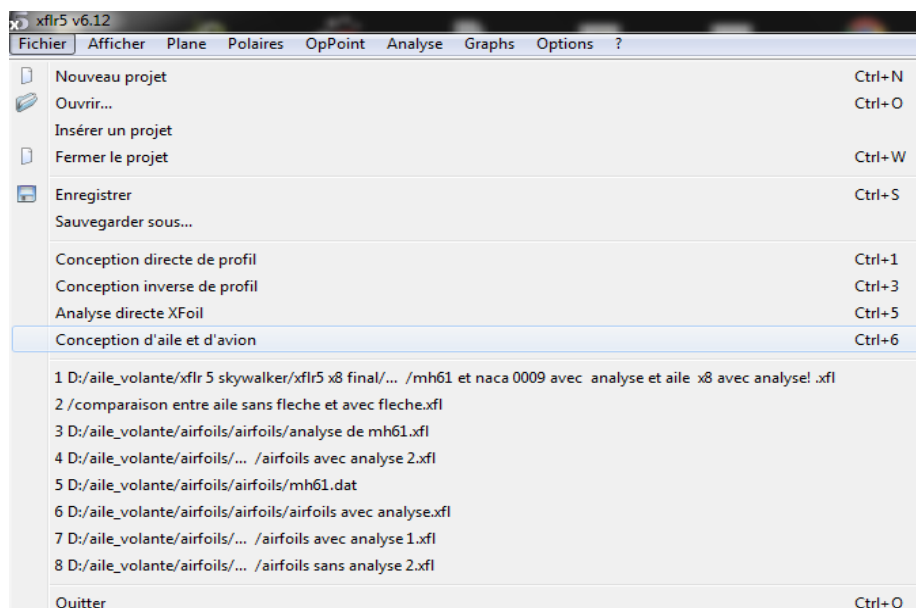 xflr5 v6.12
Fichier Afficher Plane Polaires OpPoint Analyse Graphs Options ?
Nouveau projet Ctrl+N
Ouvrir... Ctrl+O
Insérer un projet
Fermer le projet Ctrl+W
Enregistrer Ctrl+S
Sauvegarder sous...
Conception directe de profil Ctrl+1
Conception inverse de profil Ctrl+3
Analyse directe XFoil Ctrl+5
Conception d'aile et d'avion Ctrl+6
1 D:/aile_volante/xflr 5 skywalker/xflr5 x8 final/... /mh61 et naca 0009 avec analyse et aile x8 avec analyse! .xfl
2 /comparaison entre aile sans fleche et avec fleche.xfl
3 D:/aile_volante/airfoils/airfoils/analyse de mh61.xfl
4 D:/aile_volante/airfoils/... /airfoils avec analyse 2.xfl
5 D:/aile_volante/airfoils/airfoils/mh61.dat
6 D:/aile_volante/airfoils/airfoils/airfoils avec analyse.xfl
7 D:/aile_volante/airfoils/... /airfoils avec analyse 1.xfl
8 D:/aile_volante/airfoils/... /airfoils sans analyse 2.xfl
Quitter Ctrl+Q